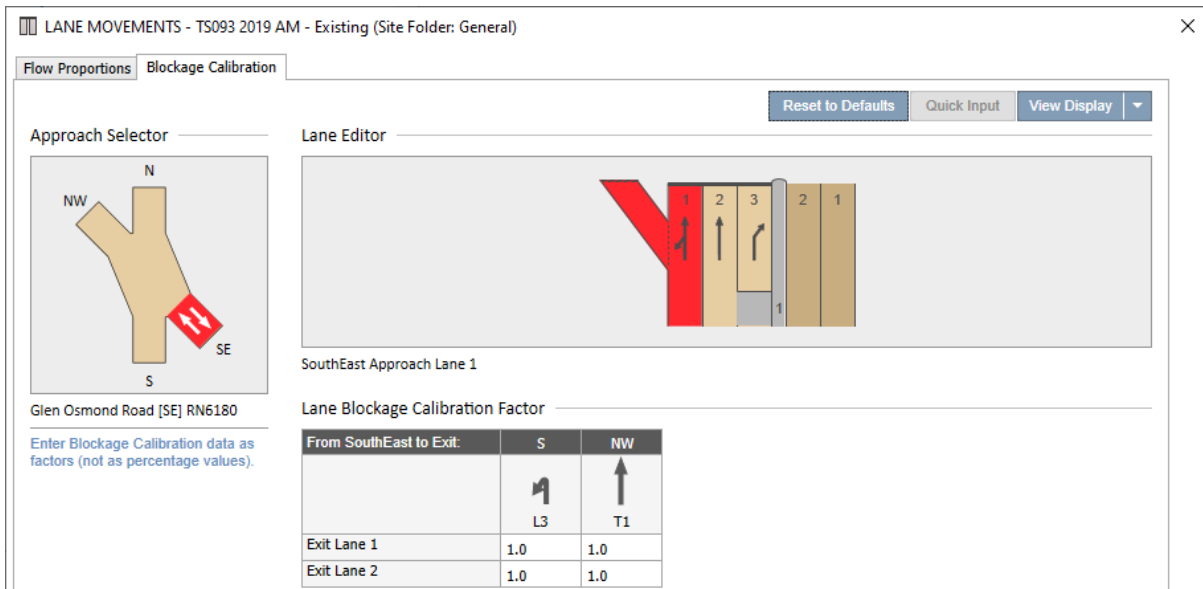 LANE MOVEMENTS - TS093 2019 AM - Existing (Site Folder: General)
Flow Proportions Blockage Calibration
Reset to Defaults Quick Input View Display
Approach Selector
Lane Editor
N
NW
SE
S
1 2 3 2 1
1
SouthEast Approach Lane 1
Glen Osmond Road [SE] RN6180
Enter Blockage Calibration data as
factors (not as percentage values).
Lane Blockage Calibration Factor
From SouthEast to Exit: S NW
L3 T1
Exit Lane 1 1.0 1.0
Exit Lane 2 1.0 1.0